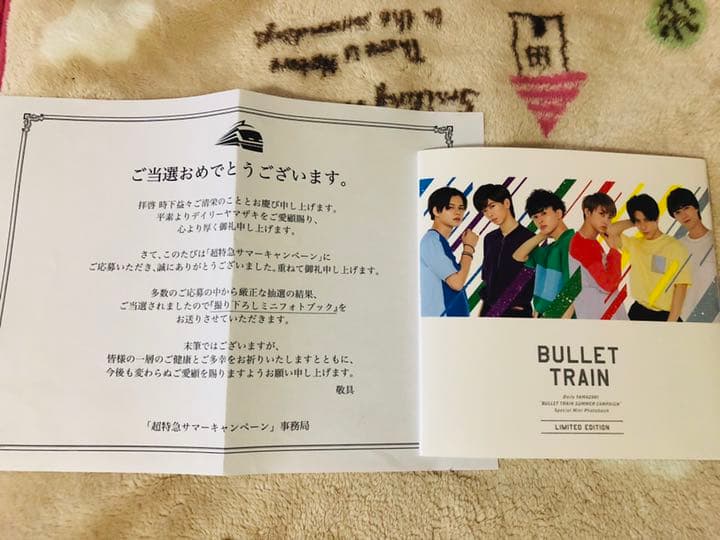 ご当選おめでとうございます。
拝啓 時下益々ご清栄のこととお慶び申し上げます。
平素よりデイリーヤマザキをご愛顧賜り、
心より厚く御礼申し上げます。
さて、このたびは「超特急サマーキャンペーン」に
ご応募いただき、誠にありがとうございました。重ねて御礼申し上げます。
多数のご応募の中から厳正な抽選の結果、
ご当選されましたので『撮り下ろしミニフォトブック』を
お送りさせていただきます。
末筆ではございますが、
皆様の一層のご健康とご多幸をお祈りいたしますとともに、
今後も変わらぬご愛顧を賜りますようお願い申し上げます。
敬具
「超特急サマーキャンペーン」事務局
BULLET
TRAIN
Daily YAMAZAKI
"BULLET TRAIN SUMMER CAMPAIGN"
Special Mini Photobook
LIMITED EDITION
in the surroundings
There is